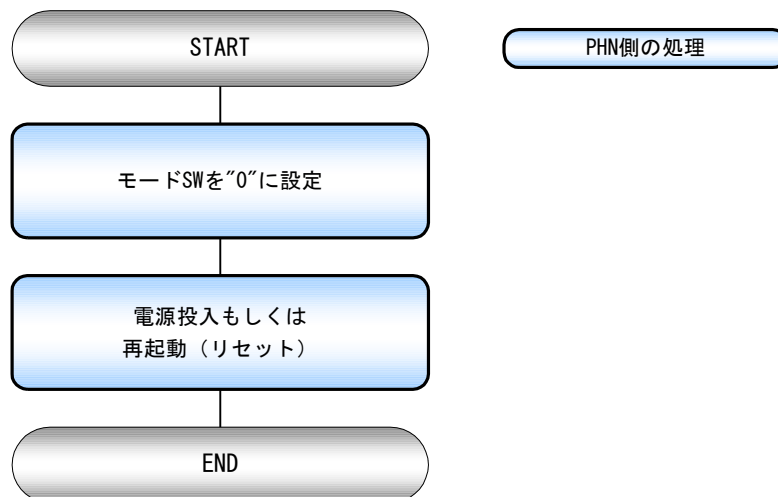 START
PHN側の処理
モードSWを"0"に設定
電源投入もしくは
再起動（リセット）
END